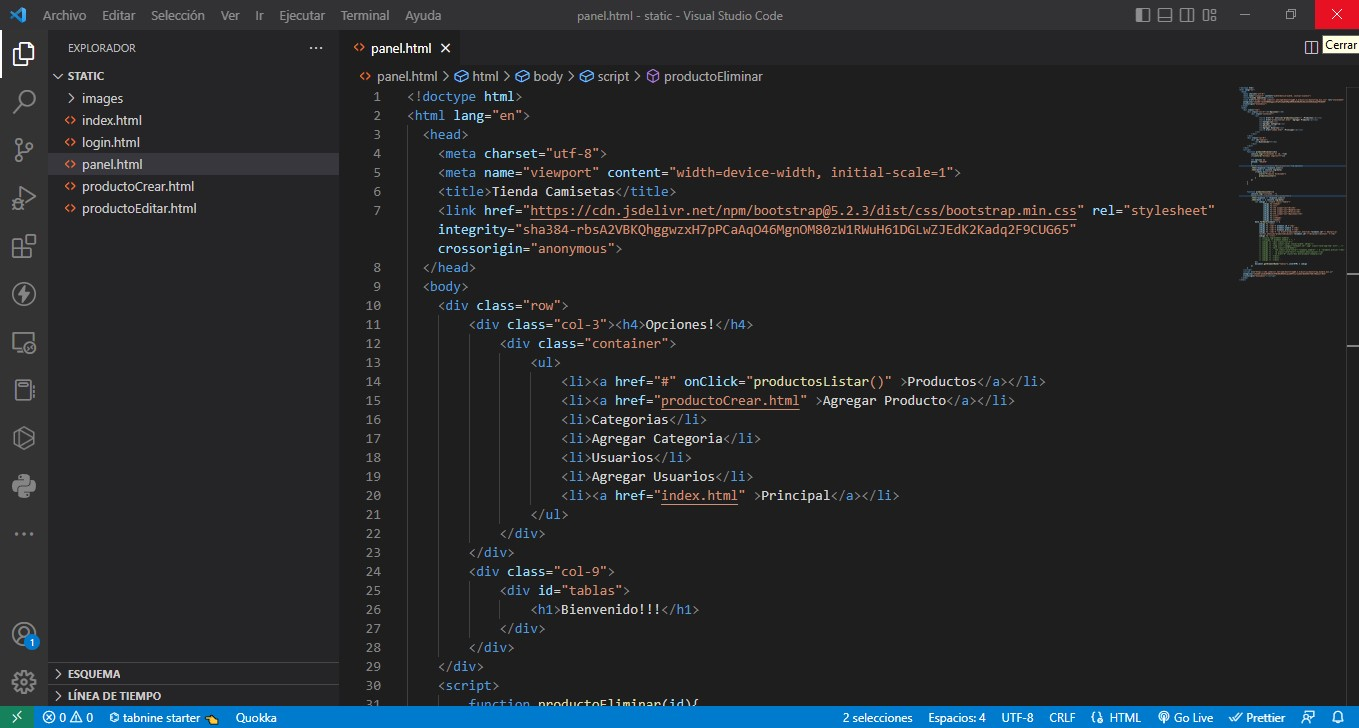 Archivo Editar Selección Ver Ir Ejecutar Terminal Ayuda
panel.html - static - Visual Studio Code
Cerrar
EXPLORADOR
STATIC
images
index.html
login.html
panel.html
productoCrear.html
productoEditar.html
ESQUEMA
LÍNEA DE TIEMPO
panel.html
panel.html > html > body > script > productoEliminar
1 <!doctype html>
2 <html lang="en">
3 <head>
4 <meta charset="utf-8">
5 <meta name="viewport" content="width=device-width, initial-scale=1">
6 <title>Tienda Camisetas</title>
7 <link href="https://cdn.jsdelivr.net/npm/bootstrap@5.2.3/dist/css/bootstrap.min.css" rel="stylesheet"
integrity="sha384-rbsA2VBKQhggwzxH7pPCaAqO46MgnOM80zW1RWuH61DGLwZJEdK2Kadq2F9CUG65"
crossorigin="anonymous">
8 </head>
9 <body>
10 <div class="row">
11 <div class="col-3"><h4>Opciones!</h4>
12 <div class="container">
13 <ul>
14 <li><a href="#" onClick="productosListar()" >Productos</a></li>
15 <li><a href="productoCrear.html" >Agregar Producto</a></li>
16 <li>Categorias</li>
17 <li>Agregar Categoria</li>
18 <li>Usuarios</li>
19 <li>Agregar Usuarios</li>
20 <li><a href="index.html" >Principal</a></li>
21 </ul>
22 </div>
23 </div>
24 <div class="col-9">
25 <div id="tablas">
26 <h1>Bienvenido!!!</h1>
27 </div>
28 </div>
29 </div>
30 <script>
31 function productoEliminar(id){
1
0 0 tabnine starter Quokka
2 selecciones Espacios: 4 UTF-8 CRLF HTML Go Live Prettier